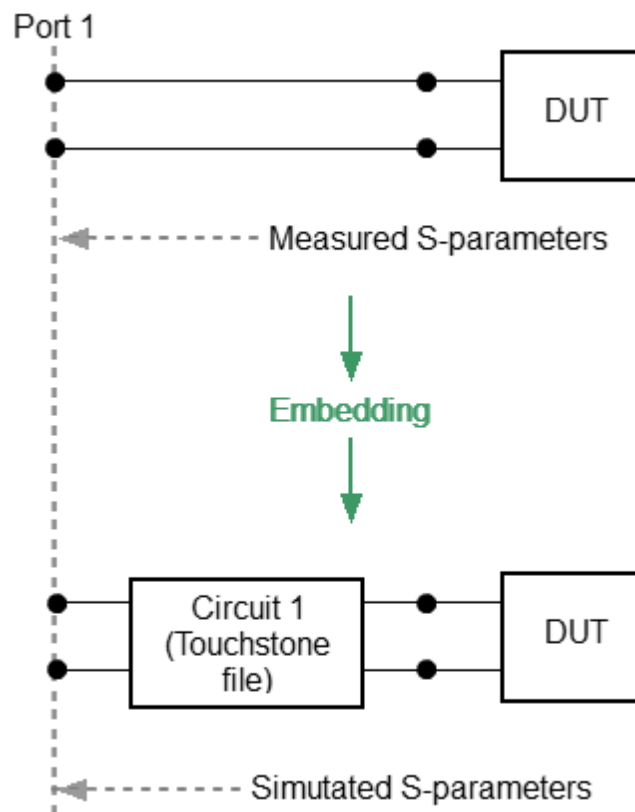 Port 1
DUT
Measured S-parameters
Embedding
Circuit 1
(Touchstone
file)
DUT
Simutated S-parameters